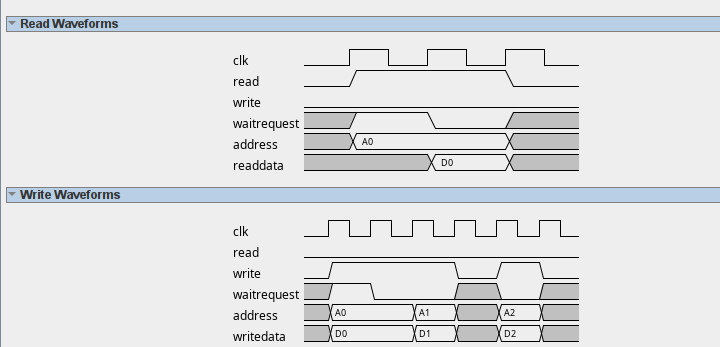 Read Waveforms
clk
read
write
waitrequest
address A0
readdata D0
Write Waveforms
clk
read
write
waitrequest
address A0 A1 A2
writedata D0 D1 D2